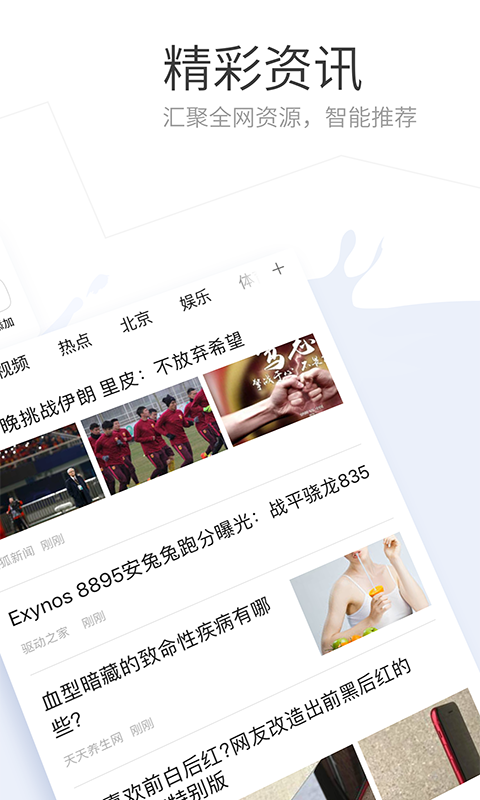 精彩资讯
汇聚全网资源，智能推荐
添加
视频 热点 北京 娱乐 体 +
晚挑战伊朗 里皮：不放弃希望
狐新闻 刚刚
Exynos 8895安兔兔跑分曝光：战平骁龙835
驱动之家 刚刚
血型暗藏的致命性疾病有哪
些？
天天养生网 刚刚
喜欢前白后红?网友改造出前黑后红的
特别版